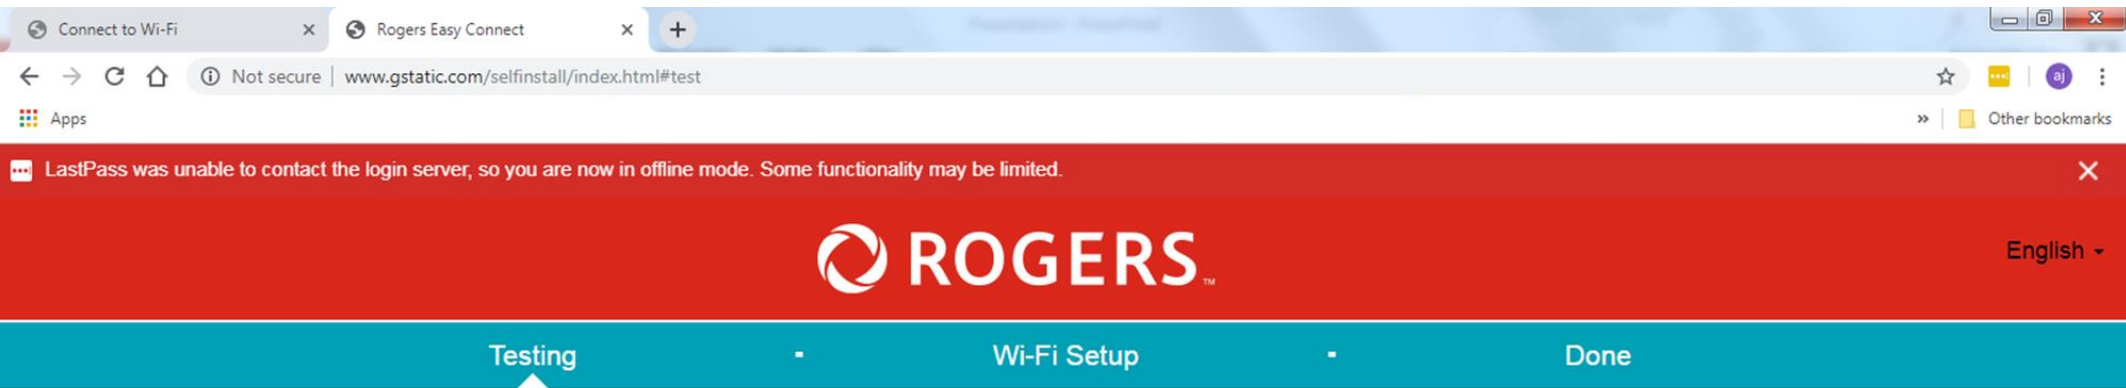 Connect to Wi-Fi
Rogers Easy Connect
Not secure | www.gstatic.com/selfinstall/index.html#test
aj
Apps
» Other bookmarks
LastPass was unable to contact the login server, so you are now in offline mode. Some functionality may be limited.
ROGERS™
English
Testing - Wi-Fi Setup - Done